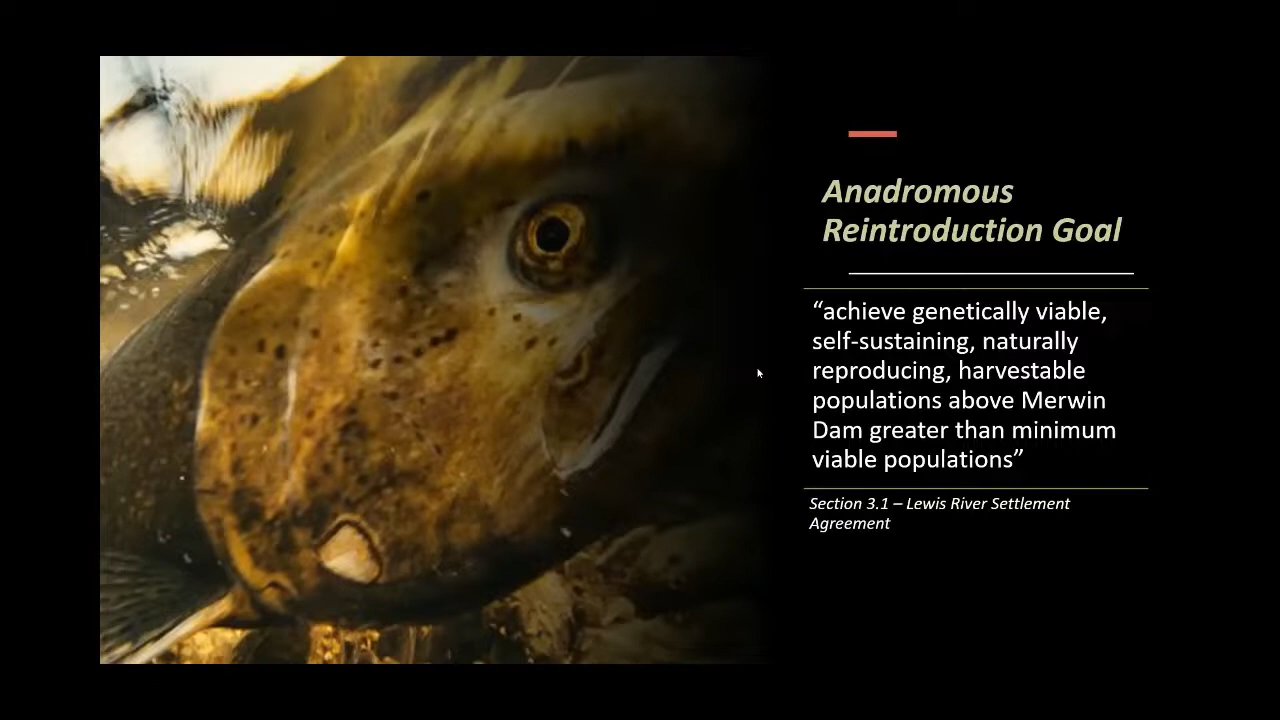 Anadromous
Reintroduction Goal
“achieve genetically viable,
self-sustaining, naturally
reproducing, harvestable
populations above Merwin
Dam greater than minimum
viable populations”
Section 3.1 – Lewis River Settlement
Agreement